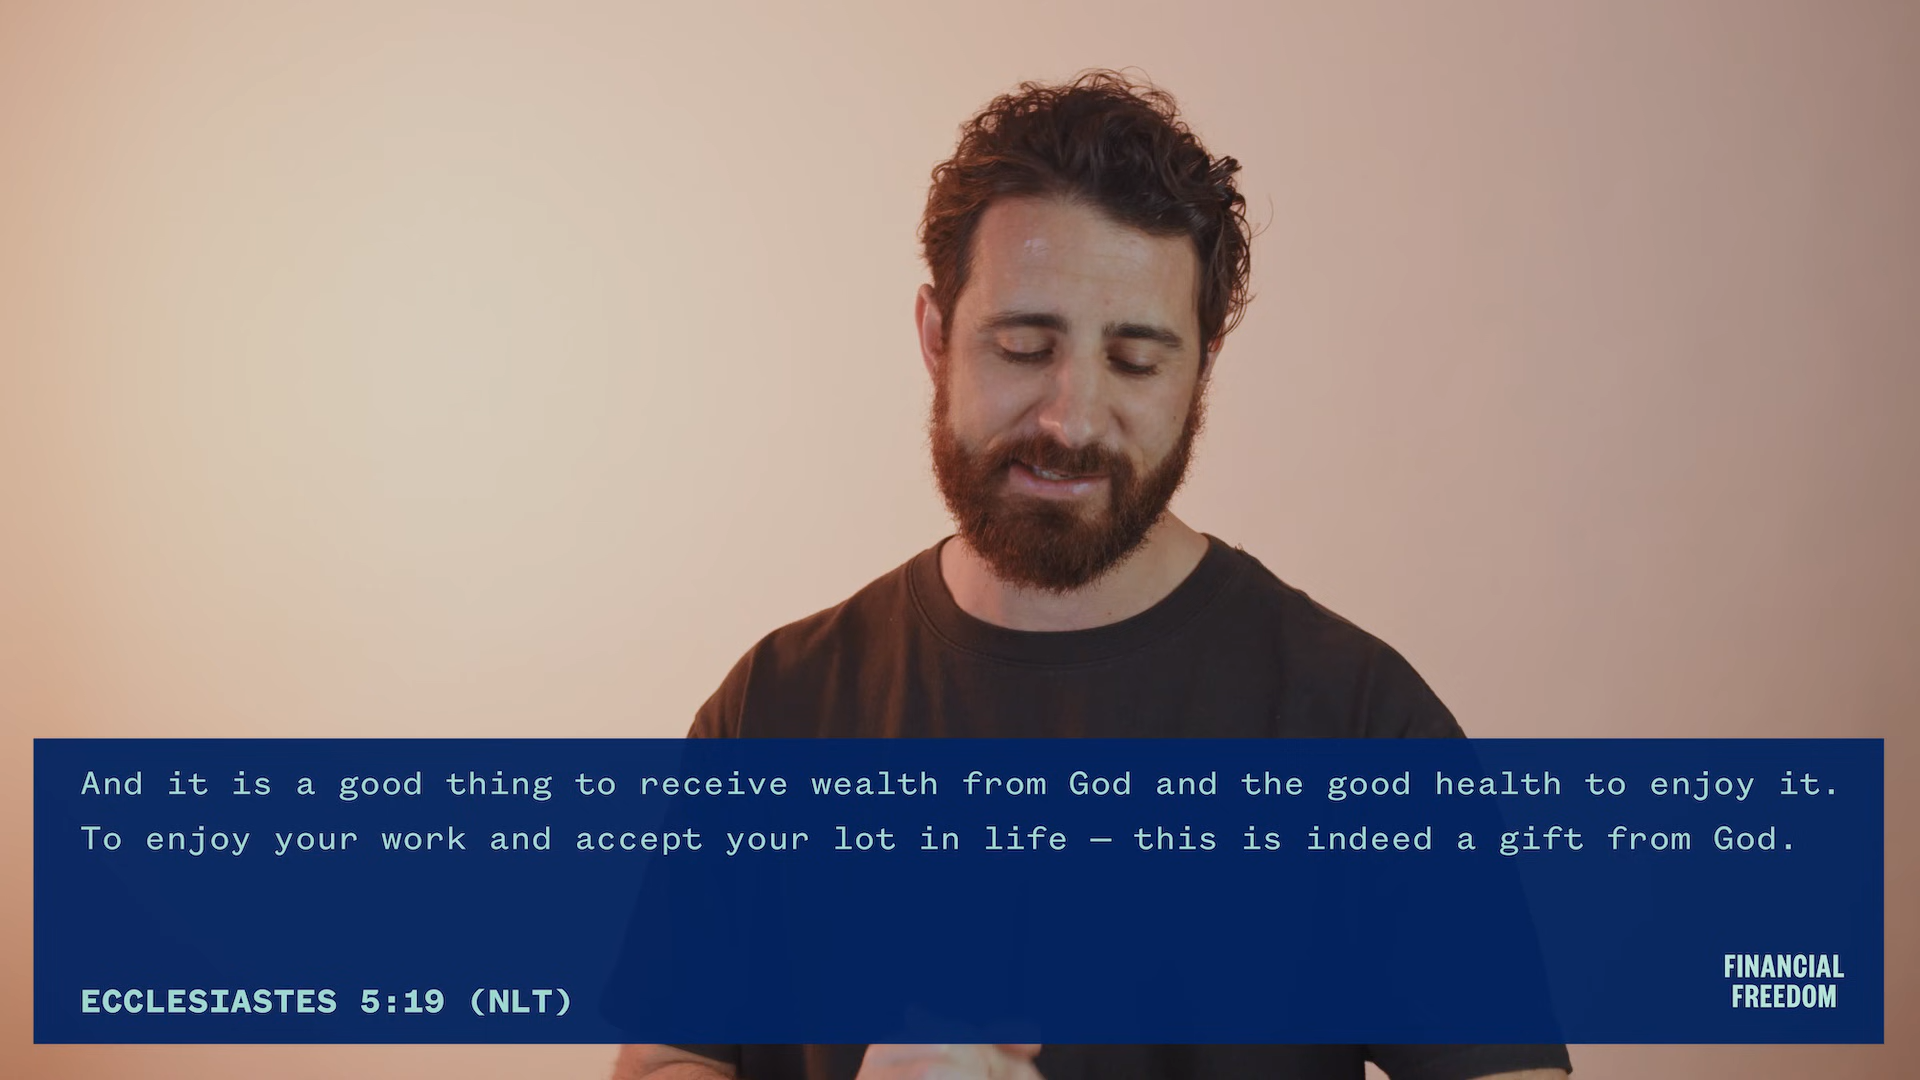 And it is a good thing to receive wealth from God and the good health to enjoy it.
To enjoy your work and accept your lot in life — this is indeed a gift from God.
ECCLESIASTES 5:19 (NLT)
FINANCIAL
FREEDOM